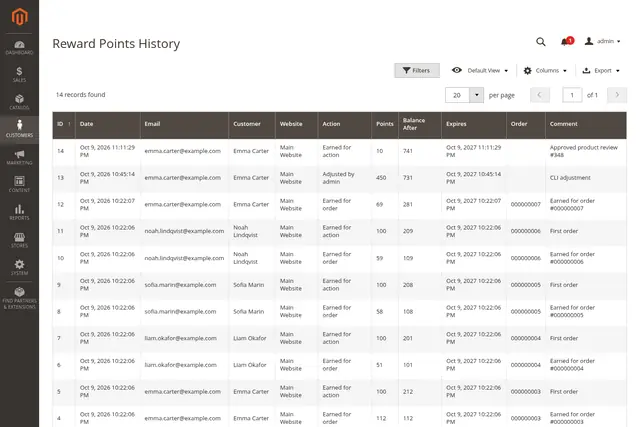 Reward Points History
1
admin
Filters
Default View
Columns
Export
14 records found
20
per page
1
of 1
ID ↑ Date Email Customer Website Action Points Balance After Expires Order Comment
14 Oct 9, 2026 11:11:29 PM emma.carter@example.com Emma Carter Main Website Earned for action 10 741 Oct 9, 2027 11:11:29 PM Approved product review #348
13 Oct 9, 2026 10:45:14 PM emma.carter@example.com Emma Carter Main Website Adjusted by admin 450 731 Oct 9, 2027 10:45:14 PM CLI adjustment
12 Oct 9, 2026 10:22:07 PM emma.carter@example.com Emma Carter Main Website Earned for order 69 281 Oct 9, 2027 10:22:07 PM 000000007 Earned for order #000000007
11 Oct 9, 2026 10:22:06 PM noah.lindqvist@example.com Noah Lindqvist Main Website Earned for action 100 209 Oct 9, 2027 10:22:06 PM 000000006 First order
10 Oct 9, 2026 10:22:06 PM noah.lindqvist@example.com Noah Lindqvist Main Website Earned for order 59 109 Oct 9, 2027 10:22:06 PM 000000006 Earned for order #000000006
9 Oct 9, 2026 10:22:06 PM sofia.marin@example.com Sofia Marin Main Website Earned for action 100 208 Oct 9, 2027 10:22:06 PM 000000005 First order
8 Oct 9, 2026 10:22:06 PM sofia.marin@example.com Sofia Marin Main Website Earned for order 58 108 Oct 9, 2027 10:22:06 PM 000000005 Earned for order #000000005
7 Oct 9, 2026 10:22:06 PM liam.okafor@example.com Liam Okafor Main Website Earned for action 100 201 Oct 9, 2027 10:22:06 PM 000000004 First order
6 Oct 9, 2026 10:22:06 PM liam.okafor@example.com Liam Okafor Main Website Earned for order 51 101 Oct 9, 2027 10:22:06 PM 000000004 Earned for order #000000004
5 Oct 9, 2026 10:22:06 PM emma.carter@example.com Emma Carter Main Website Earned for action 100 212 Oct 9, 2027 10:22:06 PM 000000003 First order
4 Oct 9, 2026 10:22:06 PM emma.carter@example.com Emma Carter Main Website Earned for order 112 112 Oct 9, 2027 10:22:06 PM 000000003 Earned for order #000000003
DASHBOARD
SALES
CATALOG
CUSTOMERS
MARKETING
CONTENT
REPORTS
STORES
SYSTEM
FIND PARTNERS
& EXTENSIONS